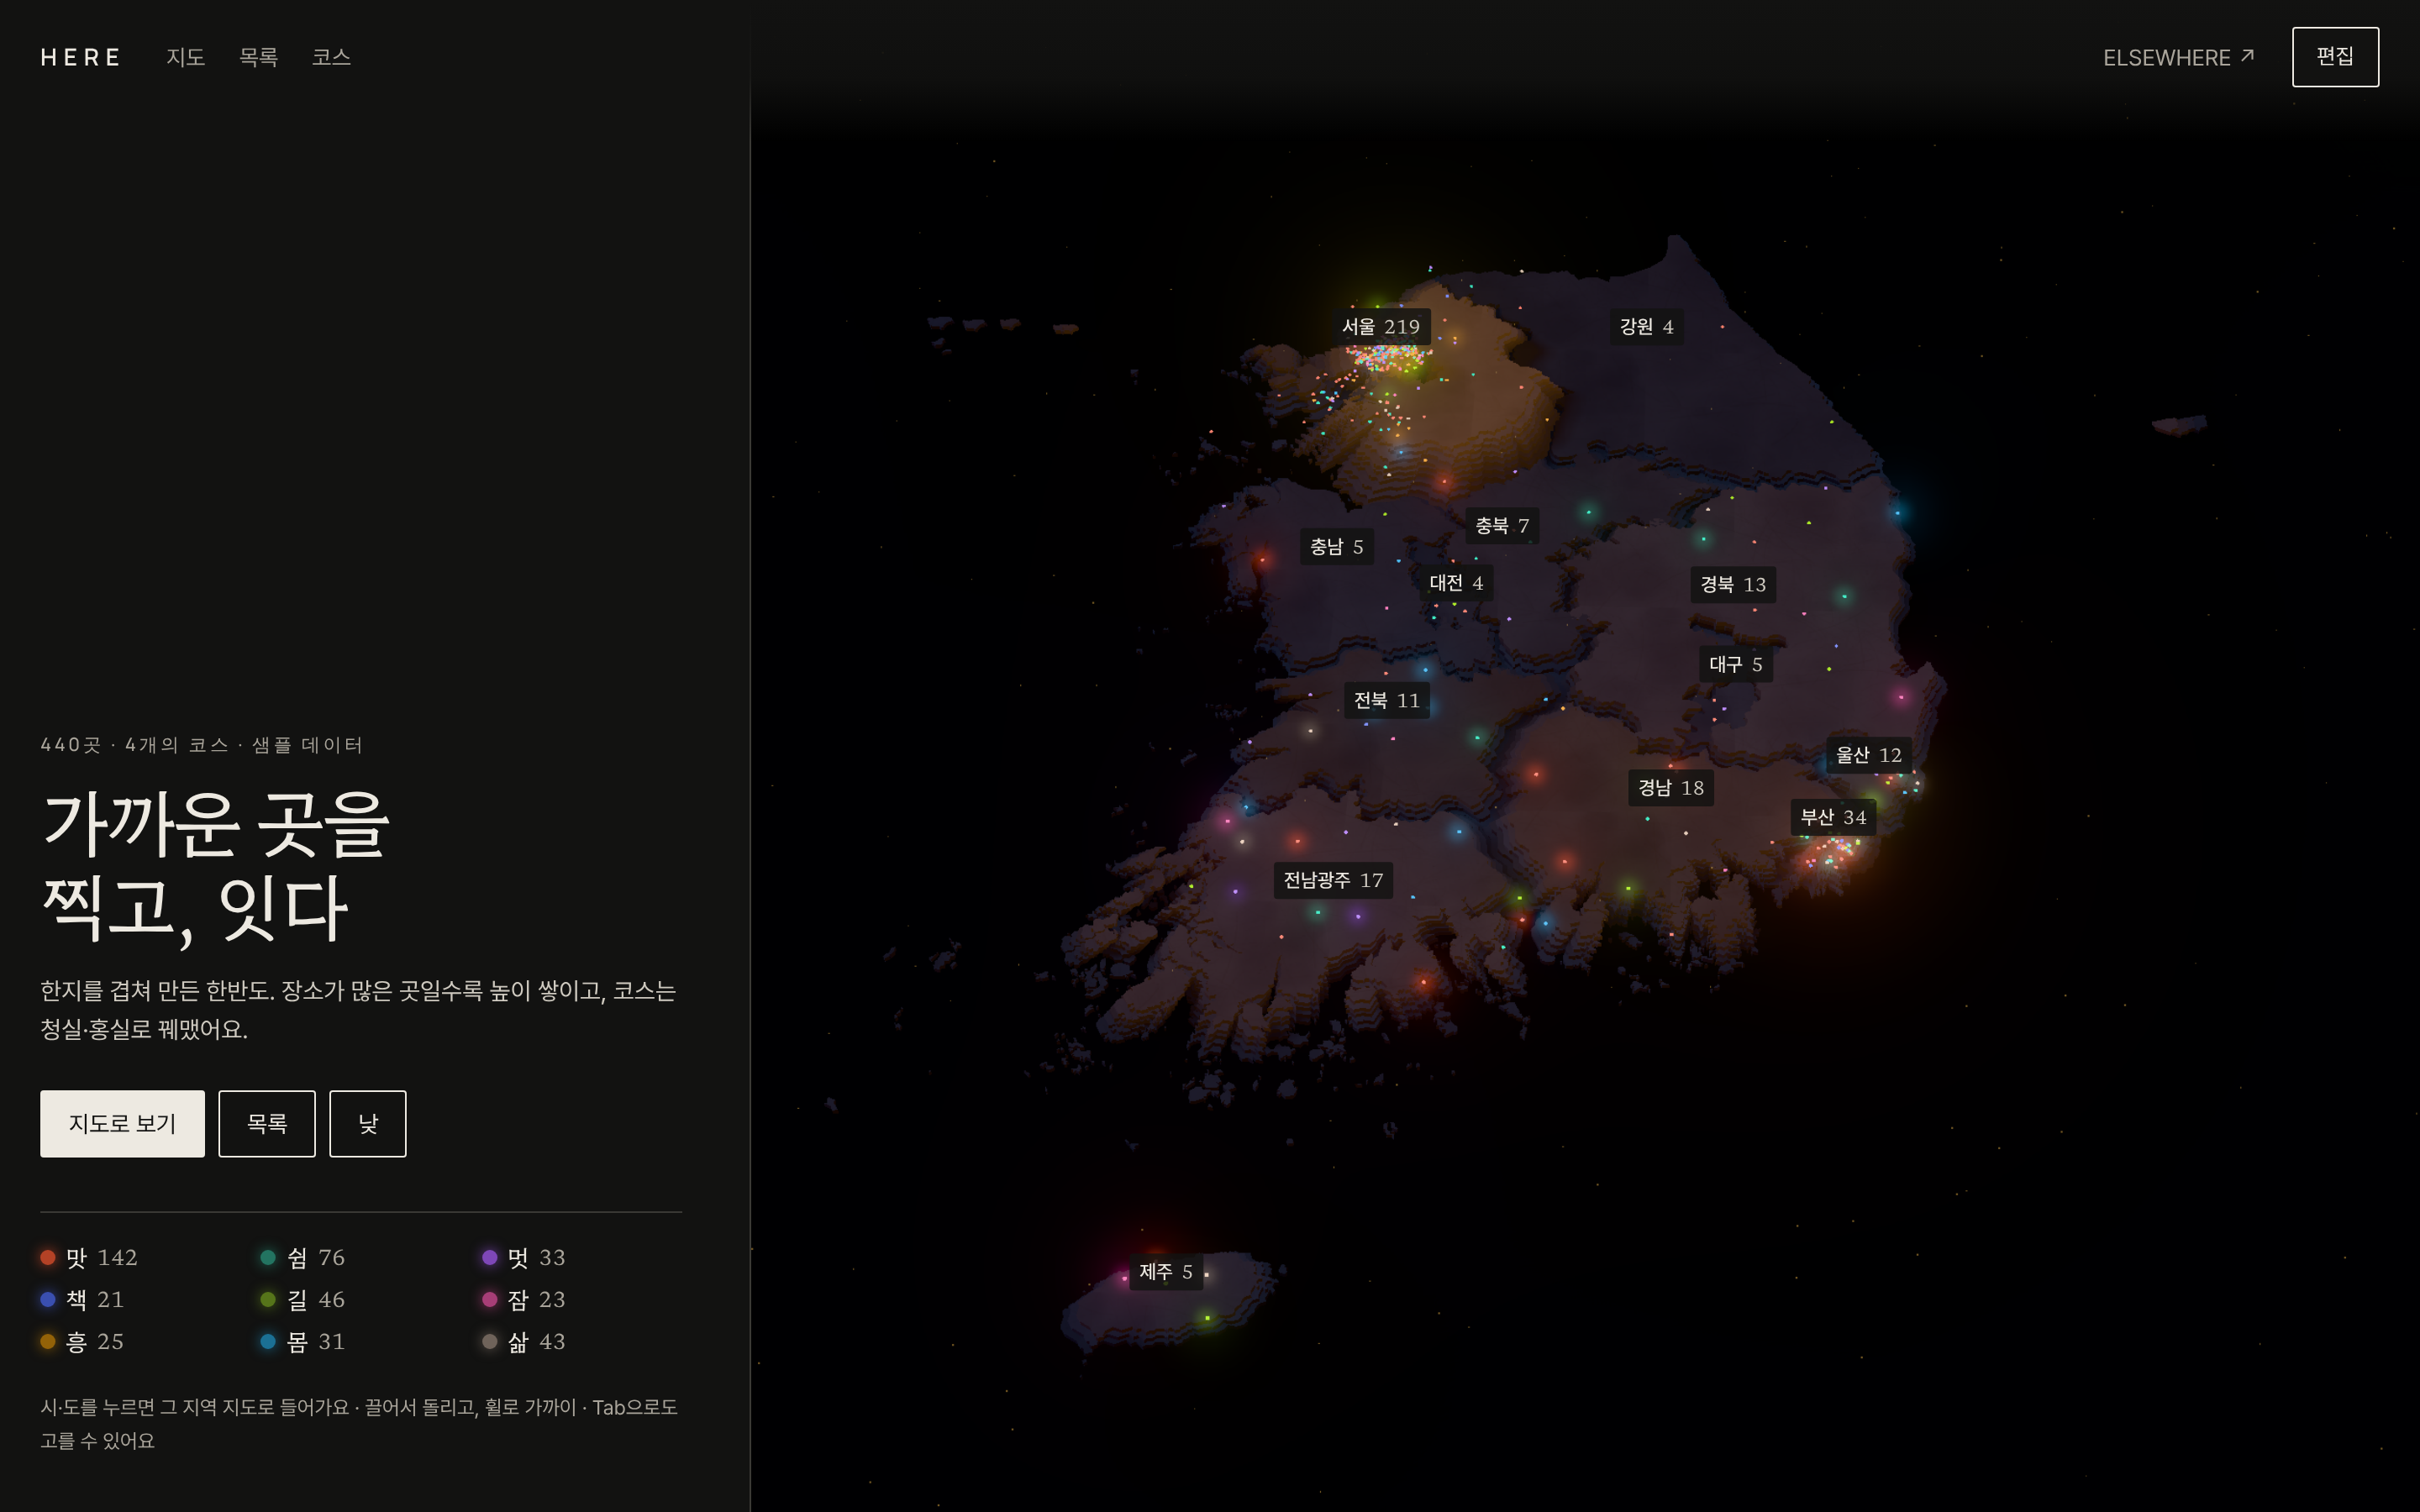 HERE 지도 목록 코스
ELSEWHERE ↗ 편집
440곳 · 4개의 코스 · 샘플 데이터
가까운 곳을
찍고, 잇다
한지를 겹쳐 만든 한반도. 장소가 많은 곳일수록 높이 쌓이고, 코스는
청실·홍실로 꿰맸어요.
지도로 보기 목록 낮
맛 142 쉼 76 멋 33
책 21 길 46 잠 23
흥 25 봄 31 삶 43
시·도를 누르면 그 지역 지도로 들어가요 · 끌어서 돌리고, 휠로 가까이 · Tab으로도
고를 수 있어요
서울 219
강원 4
충북 7
충남 5
대전 4
경북 13
대구 5
전북 11
울산 12
경남 18
부산 34
전남광주 17
제주 5